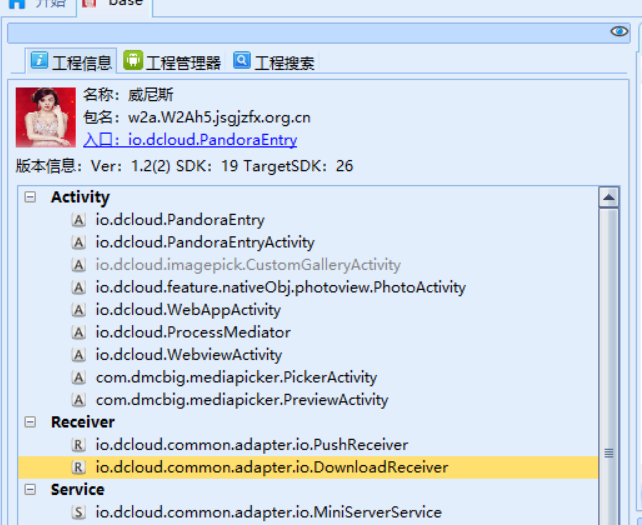 开始 base
工程信息 工程管理器 工程搜索
名称：威尼斯
包名：w2a.W2Ah5.jsgjzfx.org.cn
入口：io.dcloud.PandoraEntry
版本信息：Ver：1.2(2) SDK：19 TargetSDK：26
Activity
A io.dcloud.PandoraEntry
A io.dcloud.PandoraEntryActivity
A io.dcloud.imagepick.CustomGalleryActivity
A io.dcloud.feature.nativeObj.photoview.PhotoActivity
A io.dcloud.WebAppActivity
A io.dcloud.ProcessMediator
A io.dcloud.WebviewActivity
A com.dmcbig.mediapicker.PickerActivity
A com.dmcbig.mediapicker.PreviewActivity
Receiver
R io.dcloud.common.adapter.io.PushReceiver
R io.dcloud.common.adapter.io.DownloadReceiver
Service
S io.dcloud.common.adapter.io.MiniServerService